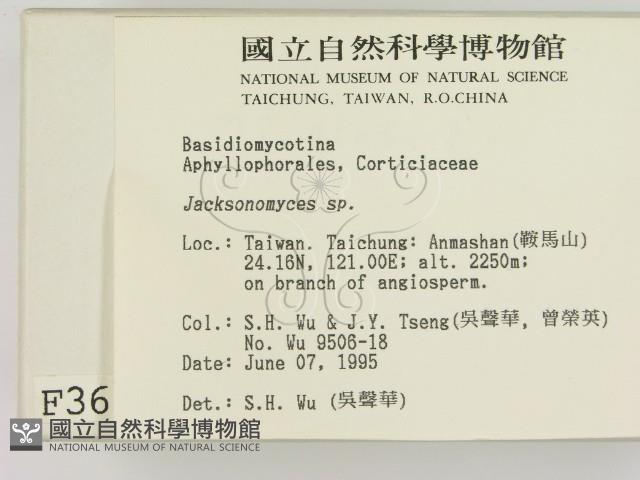 國立自然科學博物館
NATIONAL MUSEUM OF NATURAL SCIENCE
TAICHUNG, TAIWAN, R.O.CHINA
Basidiomycotina
Aphyllophorales, Corticiaceae
Jacksonomyces sp.
Loc.: Taiwan. Taichung: Anmashan(鞍馬山)
24.16N, 121.00E; alt. 2250m;
on branch of angiosperm.
Col.: S.H. Wu & J.Y. Tseng(吳聲華, 曾榮英)
No. Wu 9506-18
Date: June 07, 1995
Det.: S.H. Wu (吳聲華)
F36
國立自然科學博物館
NATIONAL MUSEUM OF NATURAL SCIENCE